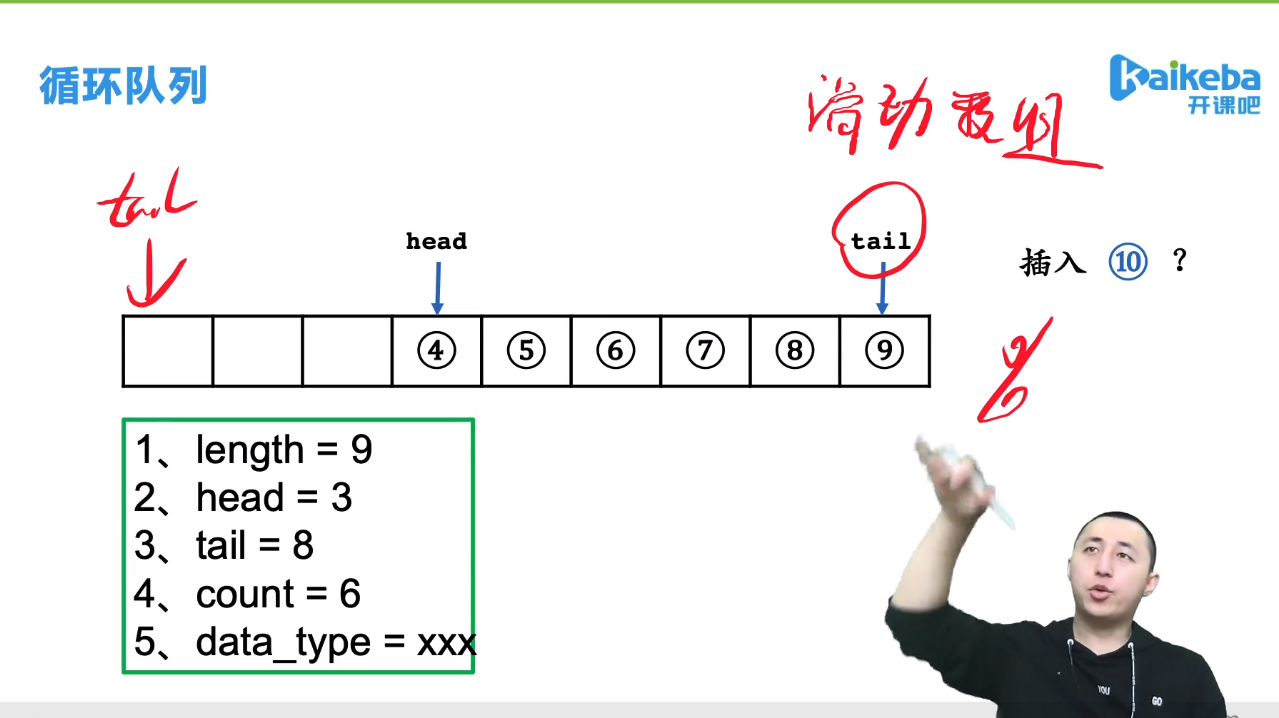 循环队列
kaikeba
开课吧
滑动数组
tail
head
tail
插入 ⑩ ？
④ ⑤ ⑥ ⑦ ⑧ ⑨
%
1、length = 9
2、head = 3
3、tail = 8
4、count = 6
5、data_type = xxx
YOU
GO